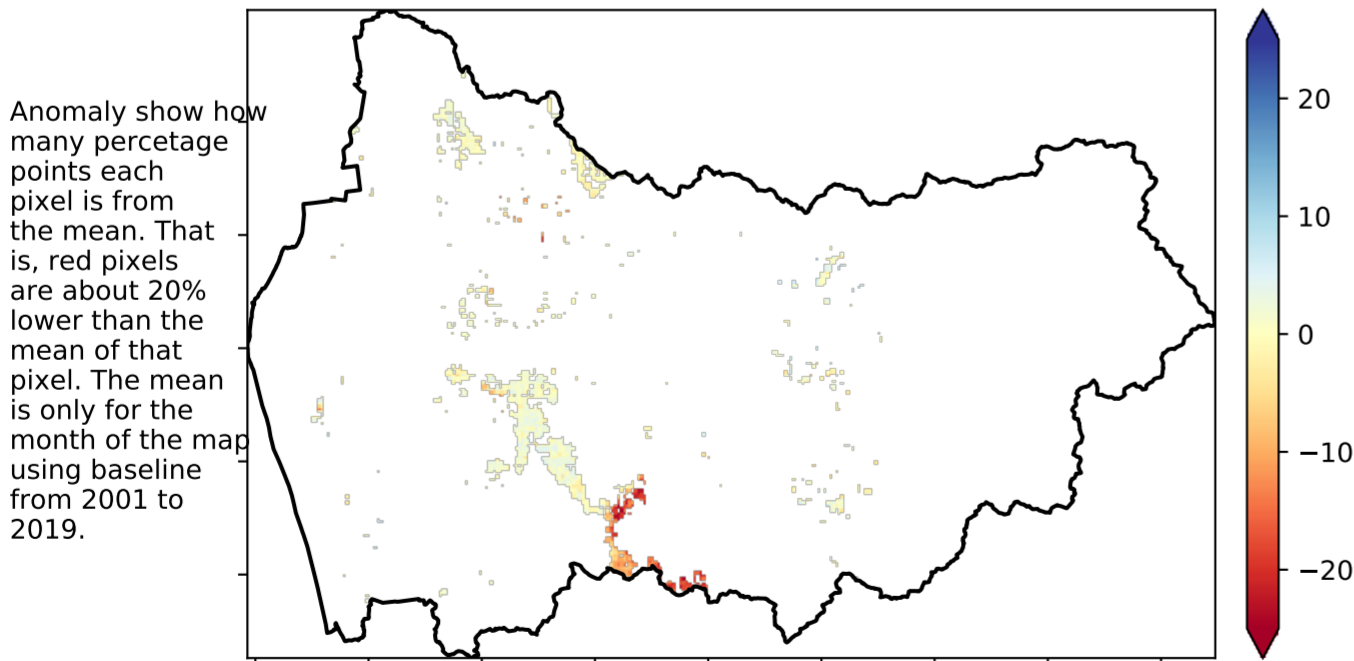 Anomaly show how
many percetage
points each
pixel is from
the mean. That
is, red pixels
are about 20%
lower than the
mean of that
pixel. The mean
is only for the
month of the map
using baseline
from 2001 to
2019.
20
10
0
−10
−20